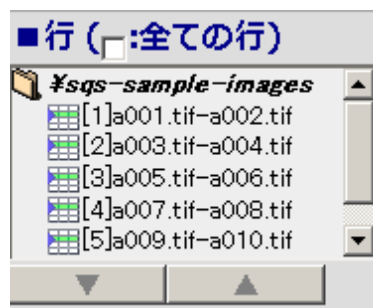 ■行 (□:全ての行)
¥sqs-sample-images
[1]a001.tif-a002.tif
[2]a003.tif-a004.tif
[3]a005.tif-a006.tif
[4]a007.tif-a008.tif
[5]a009.tif-a010.tif